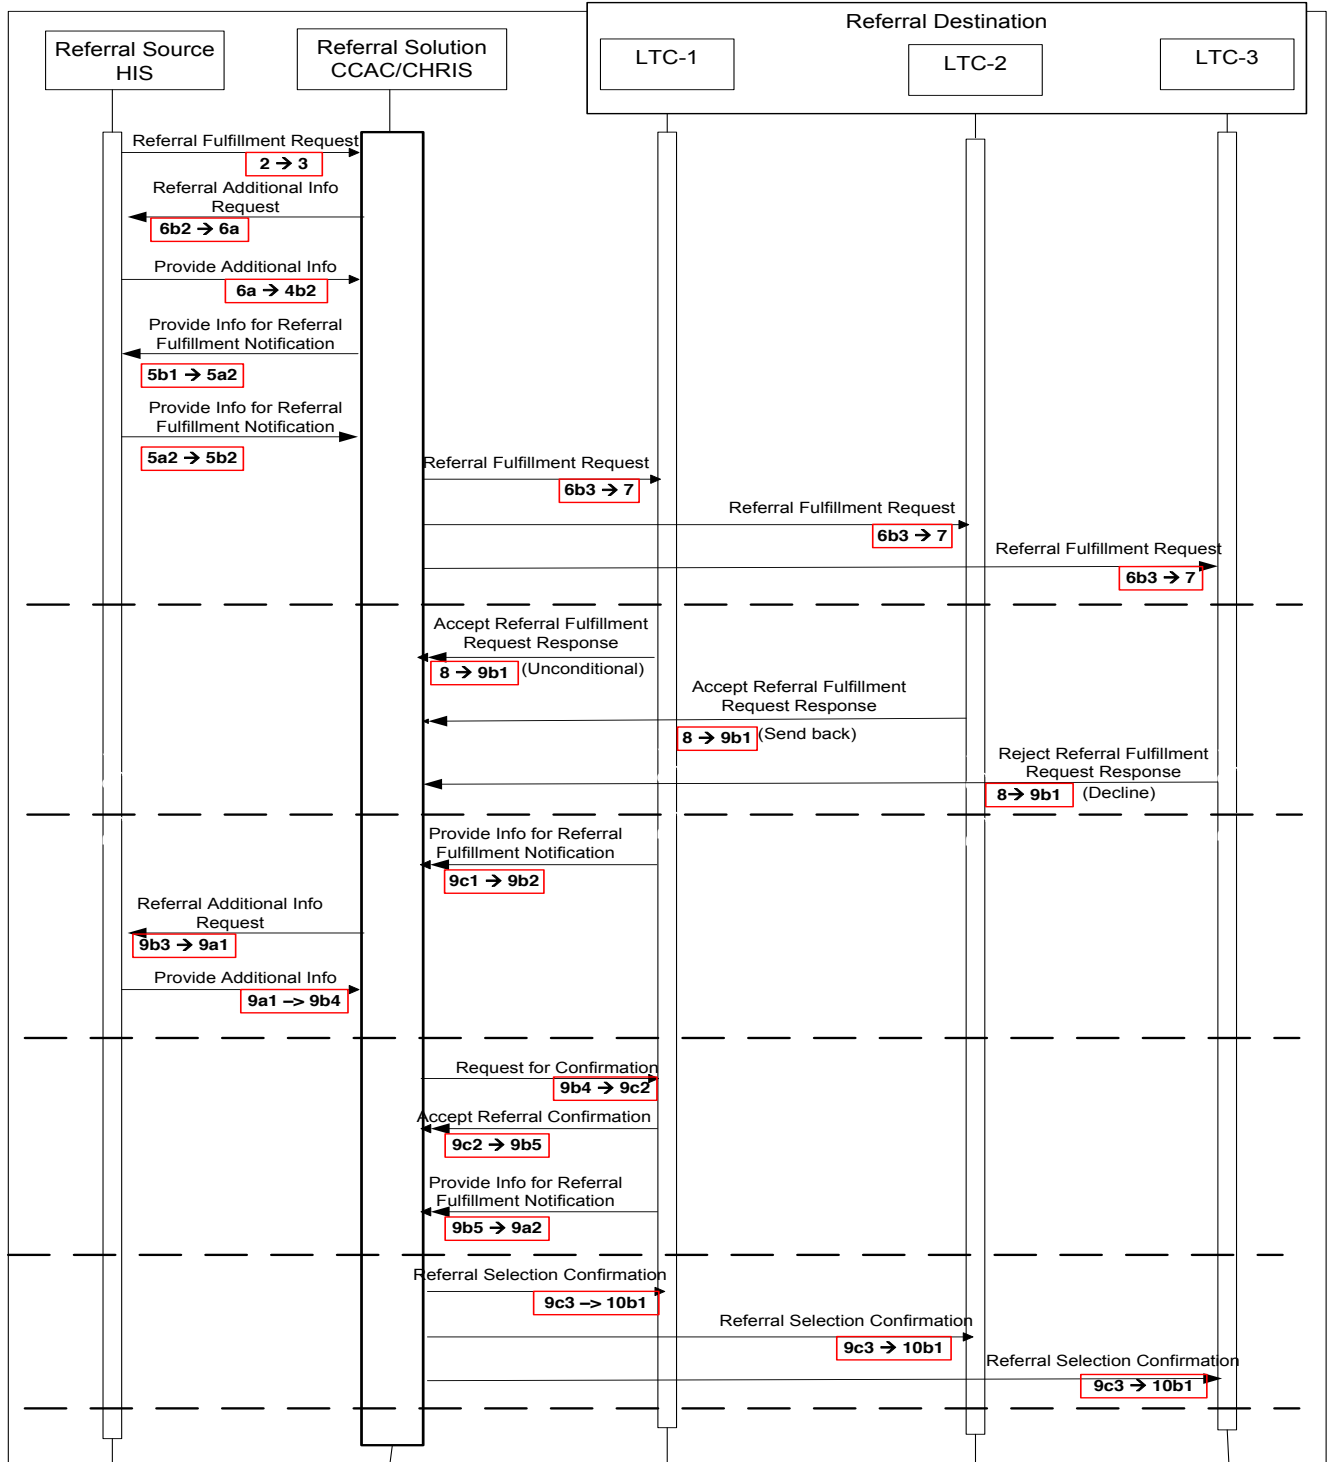 Referral Destination
Referral Source
HIS
Referral Solution
CCAC/CHRIS
LTC-1
LTC-2
LTC-3
Referral Fulfillment Request
2 → 3
Referral Additional Info
Request
6b2 → 6a
Provide Additional Info
6a → 4b2
Provide Info for Referral
Fulfillment Notification
5b1 → 5a2
Provide Info for Referral
Fulfillment Notification
5a2 → 5b2
Referral Fulfillment Request
6b3 → 7
Referral Fulfillment Request
6b3 → 7
Referral Fulfillment Request
6b3 → 7
Accept Referral Fulfillment
Request Response
8 → 9b1 (Unconditional)
Accept Referral Fulfillment
Request Response
8 → 9b1 (Send back)
Reject Referral Fulfillment
Request Response
8→ 9b1 (Decline)
Provide Info for Referral
Fulfillment Notification
9c1 → 9b2
Referral Additional Info
Request
9b3 → 9a1
Provide Additional Info
9a1 –> 9b4
Request for Confirmation
9b4 → 9c2
Accept Referral Confirmation
9c2 → 9b5
Provide Info for Referral
Fulfillment Notification
9b5 → 9a2
Referral Selection Confirmation
9c3 –> 10b1
Referral Selection Confirmation
9c3 → 10b1
Referral Selection Confirmation
9c3 → 10b1